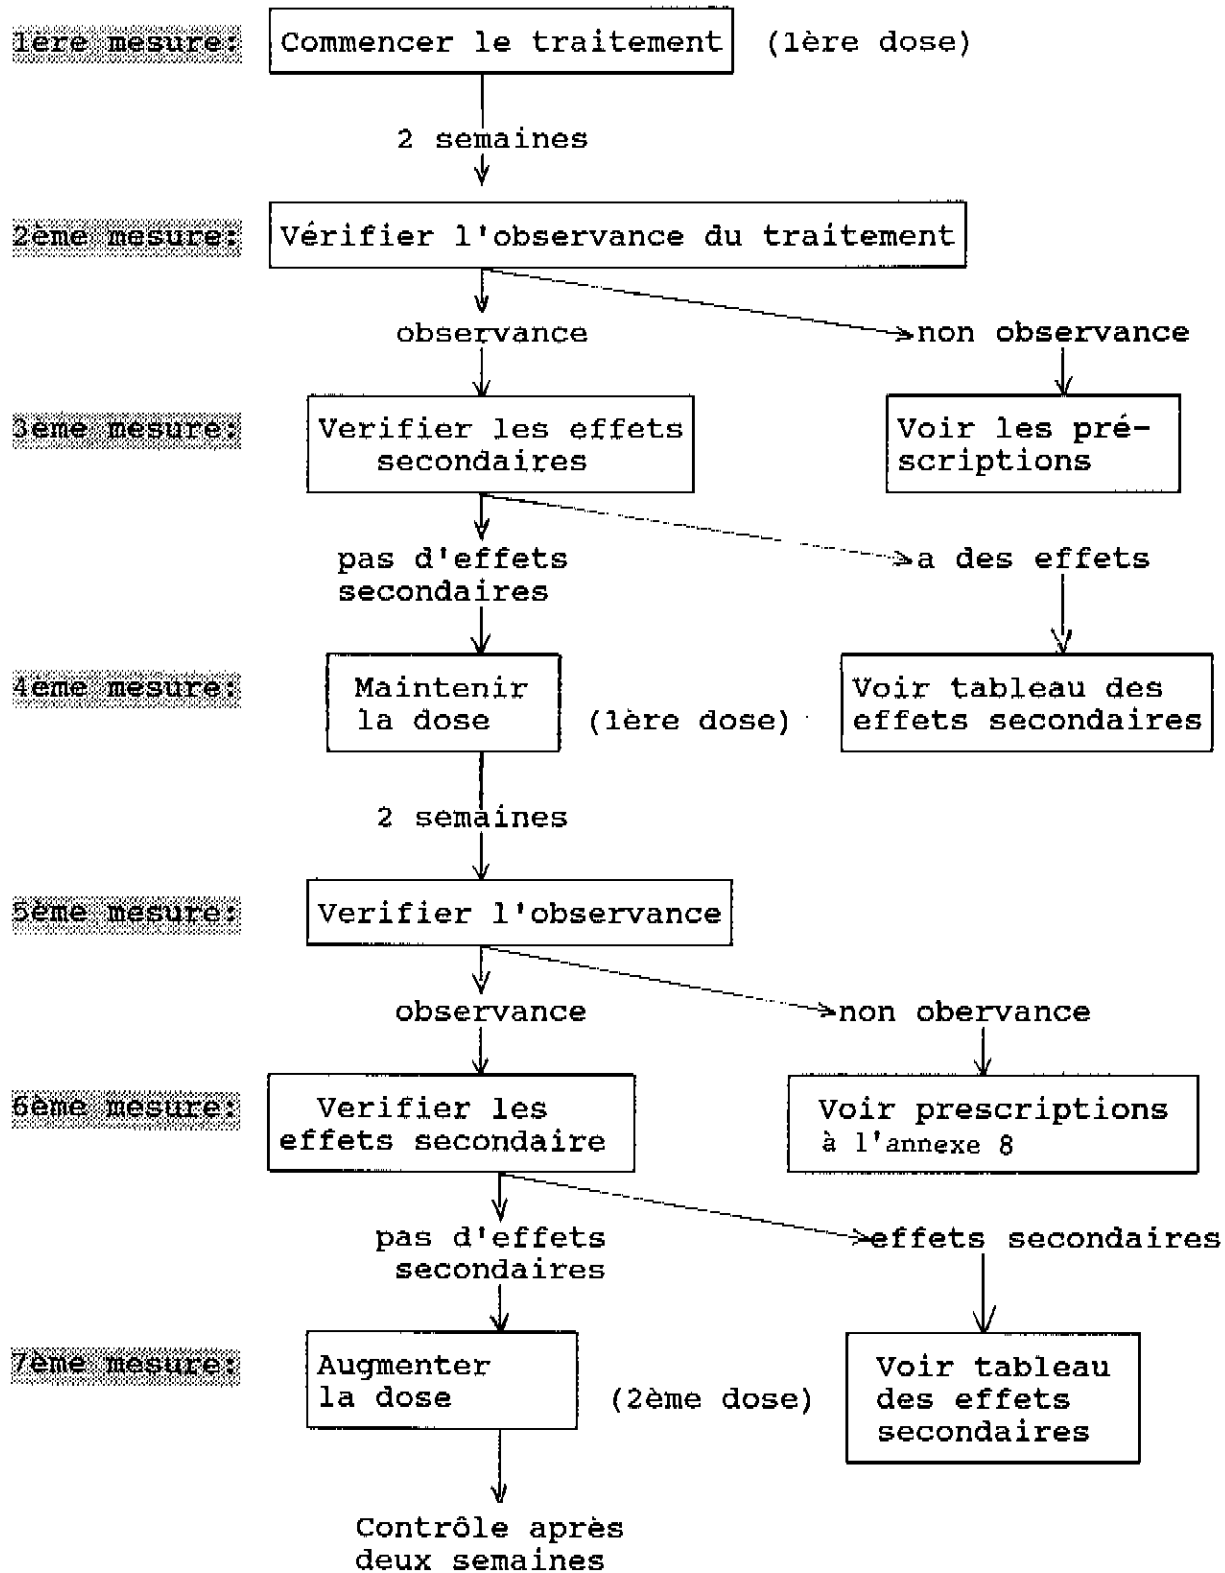 1ère mesure: Commencer le traitement (1ère dose)
2 semaines
2ème mesure: Vérifier l'observance du traitement
observance non observance
3ème mesure: Verifier les effets
secondaires
Voir les pré-
scriptions
pas d'effets
secondaires
a des effets
4ème mesure: Maintenir
la dose (1ère dose)
Voir tableau des
effets secondaires
2 semaines
5ème mesure: Verifier l'observance
observance non obervance
6ème mesure: Verifier les
effets secondaire
Voir prescriptions
à l'annexe 8
pas d'effets
secondaires
effets secondaires
7ème mesure: Augmenter
la dose (2ème dose)
Voir tableau
des effets
secondaires
Contrôle après
deux semaines